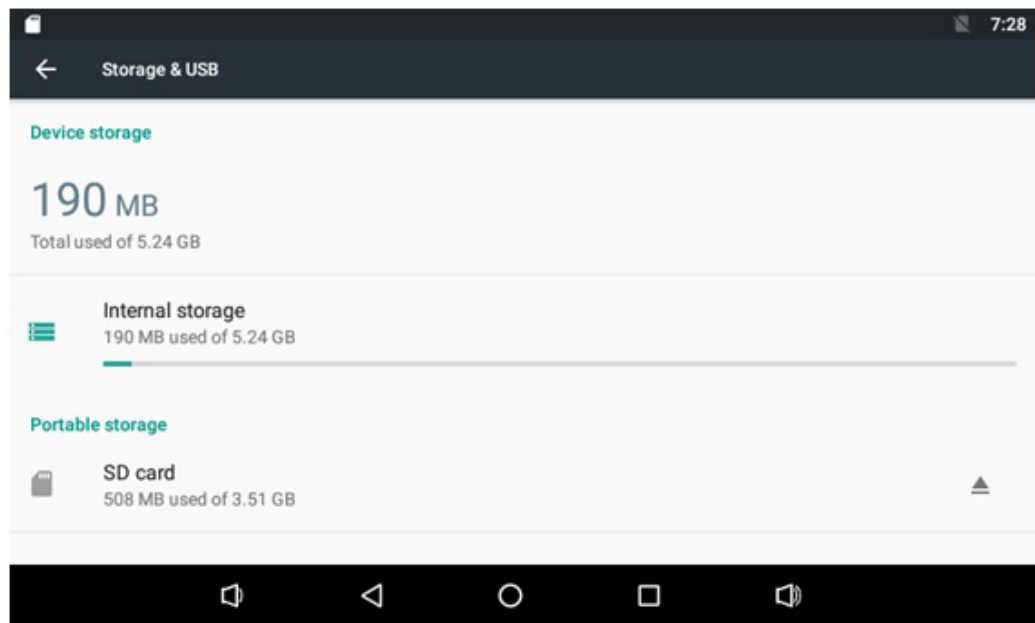 7:28
Storage & USB
Device storage
190 MB
Total used of 5.24 GB
Internal storage
190 MB used of 5.24 GB
Portable storage
SD card
508 MB used of 3.51 GB